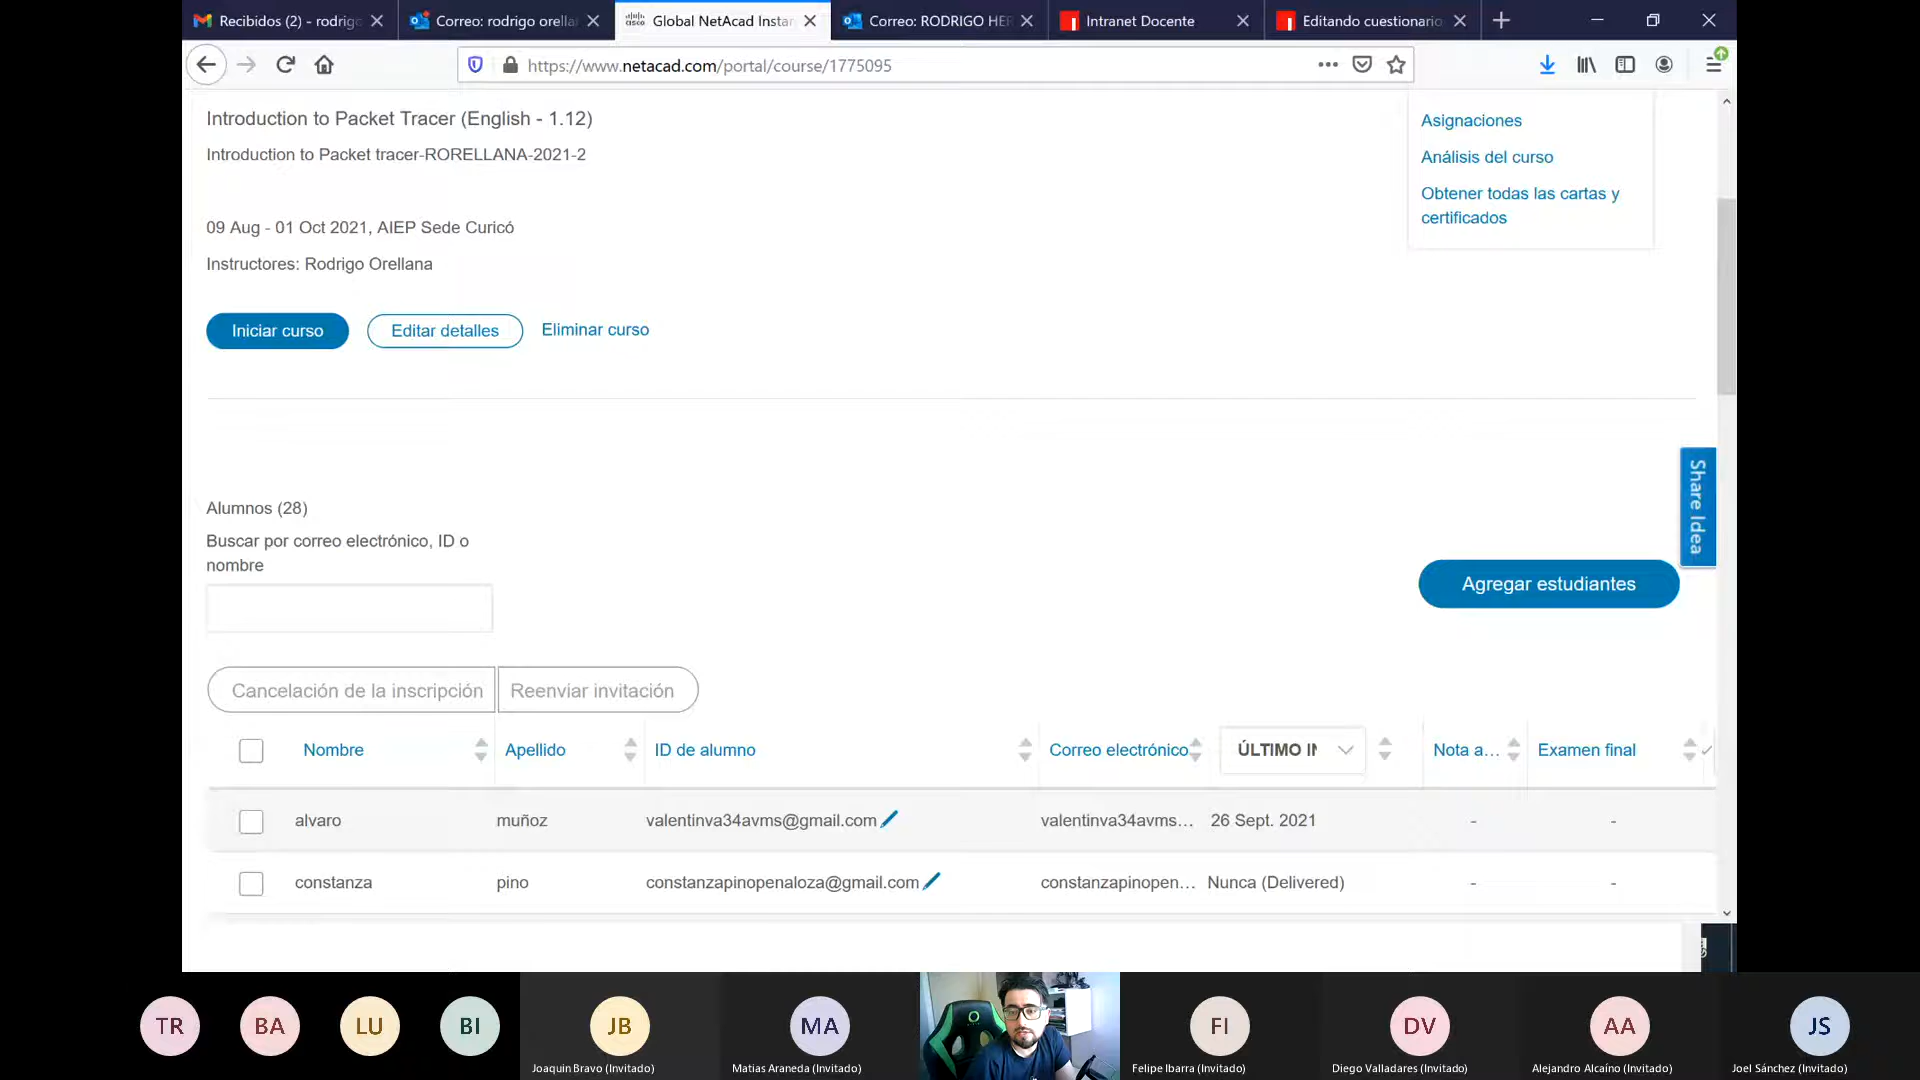 Recibidos (2) - rodrigo
Correo: rodrigo orella
Global NetAcad Instan
Correo: RODRIGO HER
Intranet Docente
Editando cuestionario
https://www.netacad.com/portal/course/1775095
Introduction to Packet Tracer (English - 1.12)
Introduction to Packet tracer-RORELLANA-2021-2
09 Aug - 01 Oct 2021, AIEP Sede Curicó
Instructores: Rodrigo Orellana
Asignaciones
Análisis del curso
Obtener todas las cartas y
certificados
Iniciar curso
Editar detalles
Eliminar curso
Share Idea
Alumnos (28)
Buscar por correo electrónico, ID o
nombre
Agregar estudiantes
Cancelación de la inscripción
Reenviar invitación
Nombre Apellido ID de alumno Correo electrónico ÚLTIMO IN Nota a... Examen final
alvaro muñoz valentinva34avms@gmail.com valentinva34avms... 26 Sept. 2021 - -
constanza pino constanzapinopenaloza@gmail.com constanzapinopen... Nunca (Delivered) - -
TR
BA
LU
BI
JB
MA
FI
DV
AA
JS
Joaquin Bravo (Invitado)
Matias Araneda (Invitado)
Felipe Ibarra (Invitado)
Diego Valladares (Invitado)
Alejandro Alcaíno (Invitado)
Joel Sánchez (Invitado)